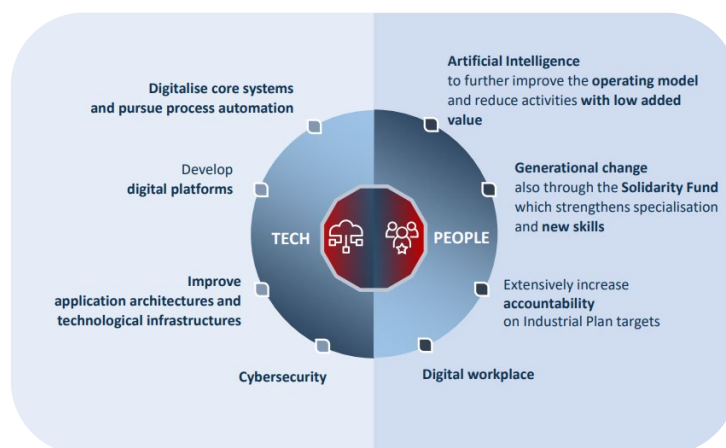 Digitalise core systems
and pursue process automation
Develop
digital platforms
Improve
application architectures and
technological infrastructures
Cybersecurity
TECH
PEOPLE
Artificial Intelligence
to further improve the operating model
and reduce activities with low added
value
Generational change
also through the Solidarity Fund
which strengthens specialisation
and new skills
Extensively increase
accountability
on Industrial Plan targets
Digital workplace